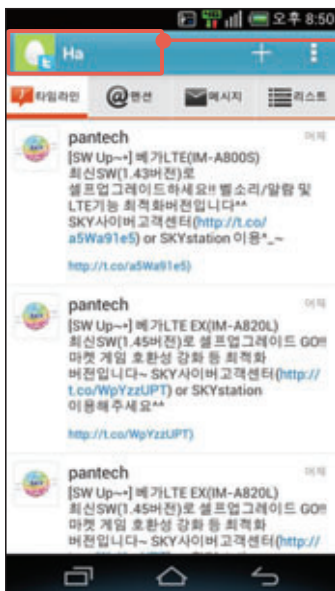 오후 8:50
Ha
타임라인
@멘션
메시지
리스트
pantech
어제
[SW Up~•] 베가LTE(IM-A800S)
최신SW(1.43버전)로
셀프업그레이드하세요!! 벨소리/알람 및
LTE기능 최적화버전입니다^^
SKY사이버고객센터(http://t.co/
a5Wa91e5) or SKYstation 이용^_~
http://t.co/a5Wa91e5)
pantech
어제
[SW Up~•] 베가LTE EX(IM-A820L)
최신SW(1.45버전)로 셀프업그레이드 GO!!
마켓 게임 호환성 강화 등 최적화
버전입니다~ SKY사이버고객센터(http://
t.co/WpYzzUPT) or SKYstation
이용해주세요^^
http://t.co/WpYzzUPT)
pantech
어제
[SW Up~•] 베가LTE EX(IM-A820L)
최신SW(1.45버전)로 셀프업그레이드 GO!!
마켓 게임 호환성 강화 등 최적화
버전입니다~ SKY사이버고객센터(http://